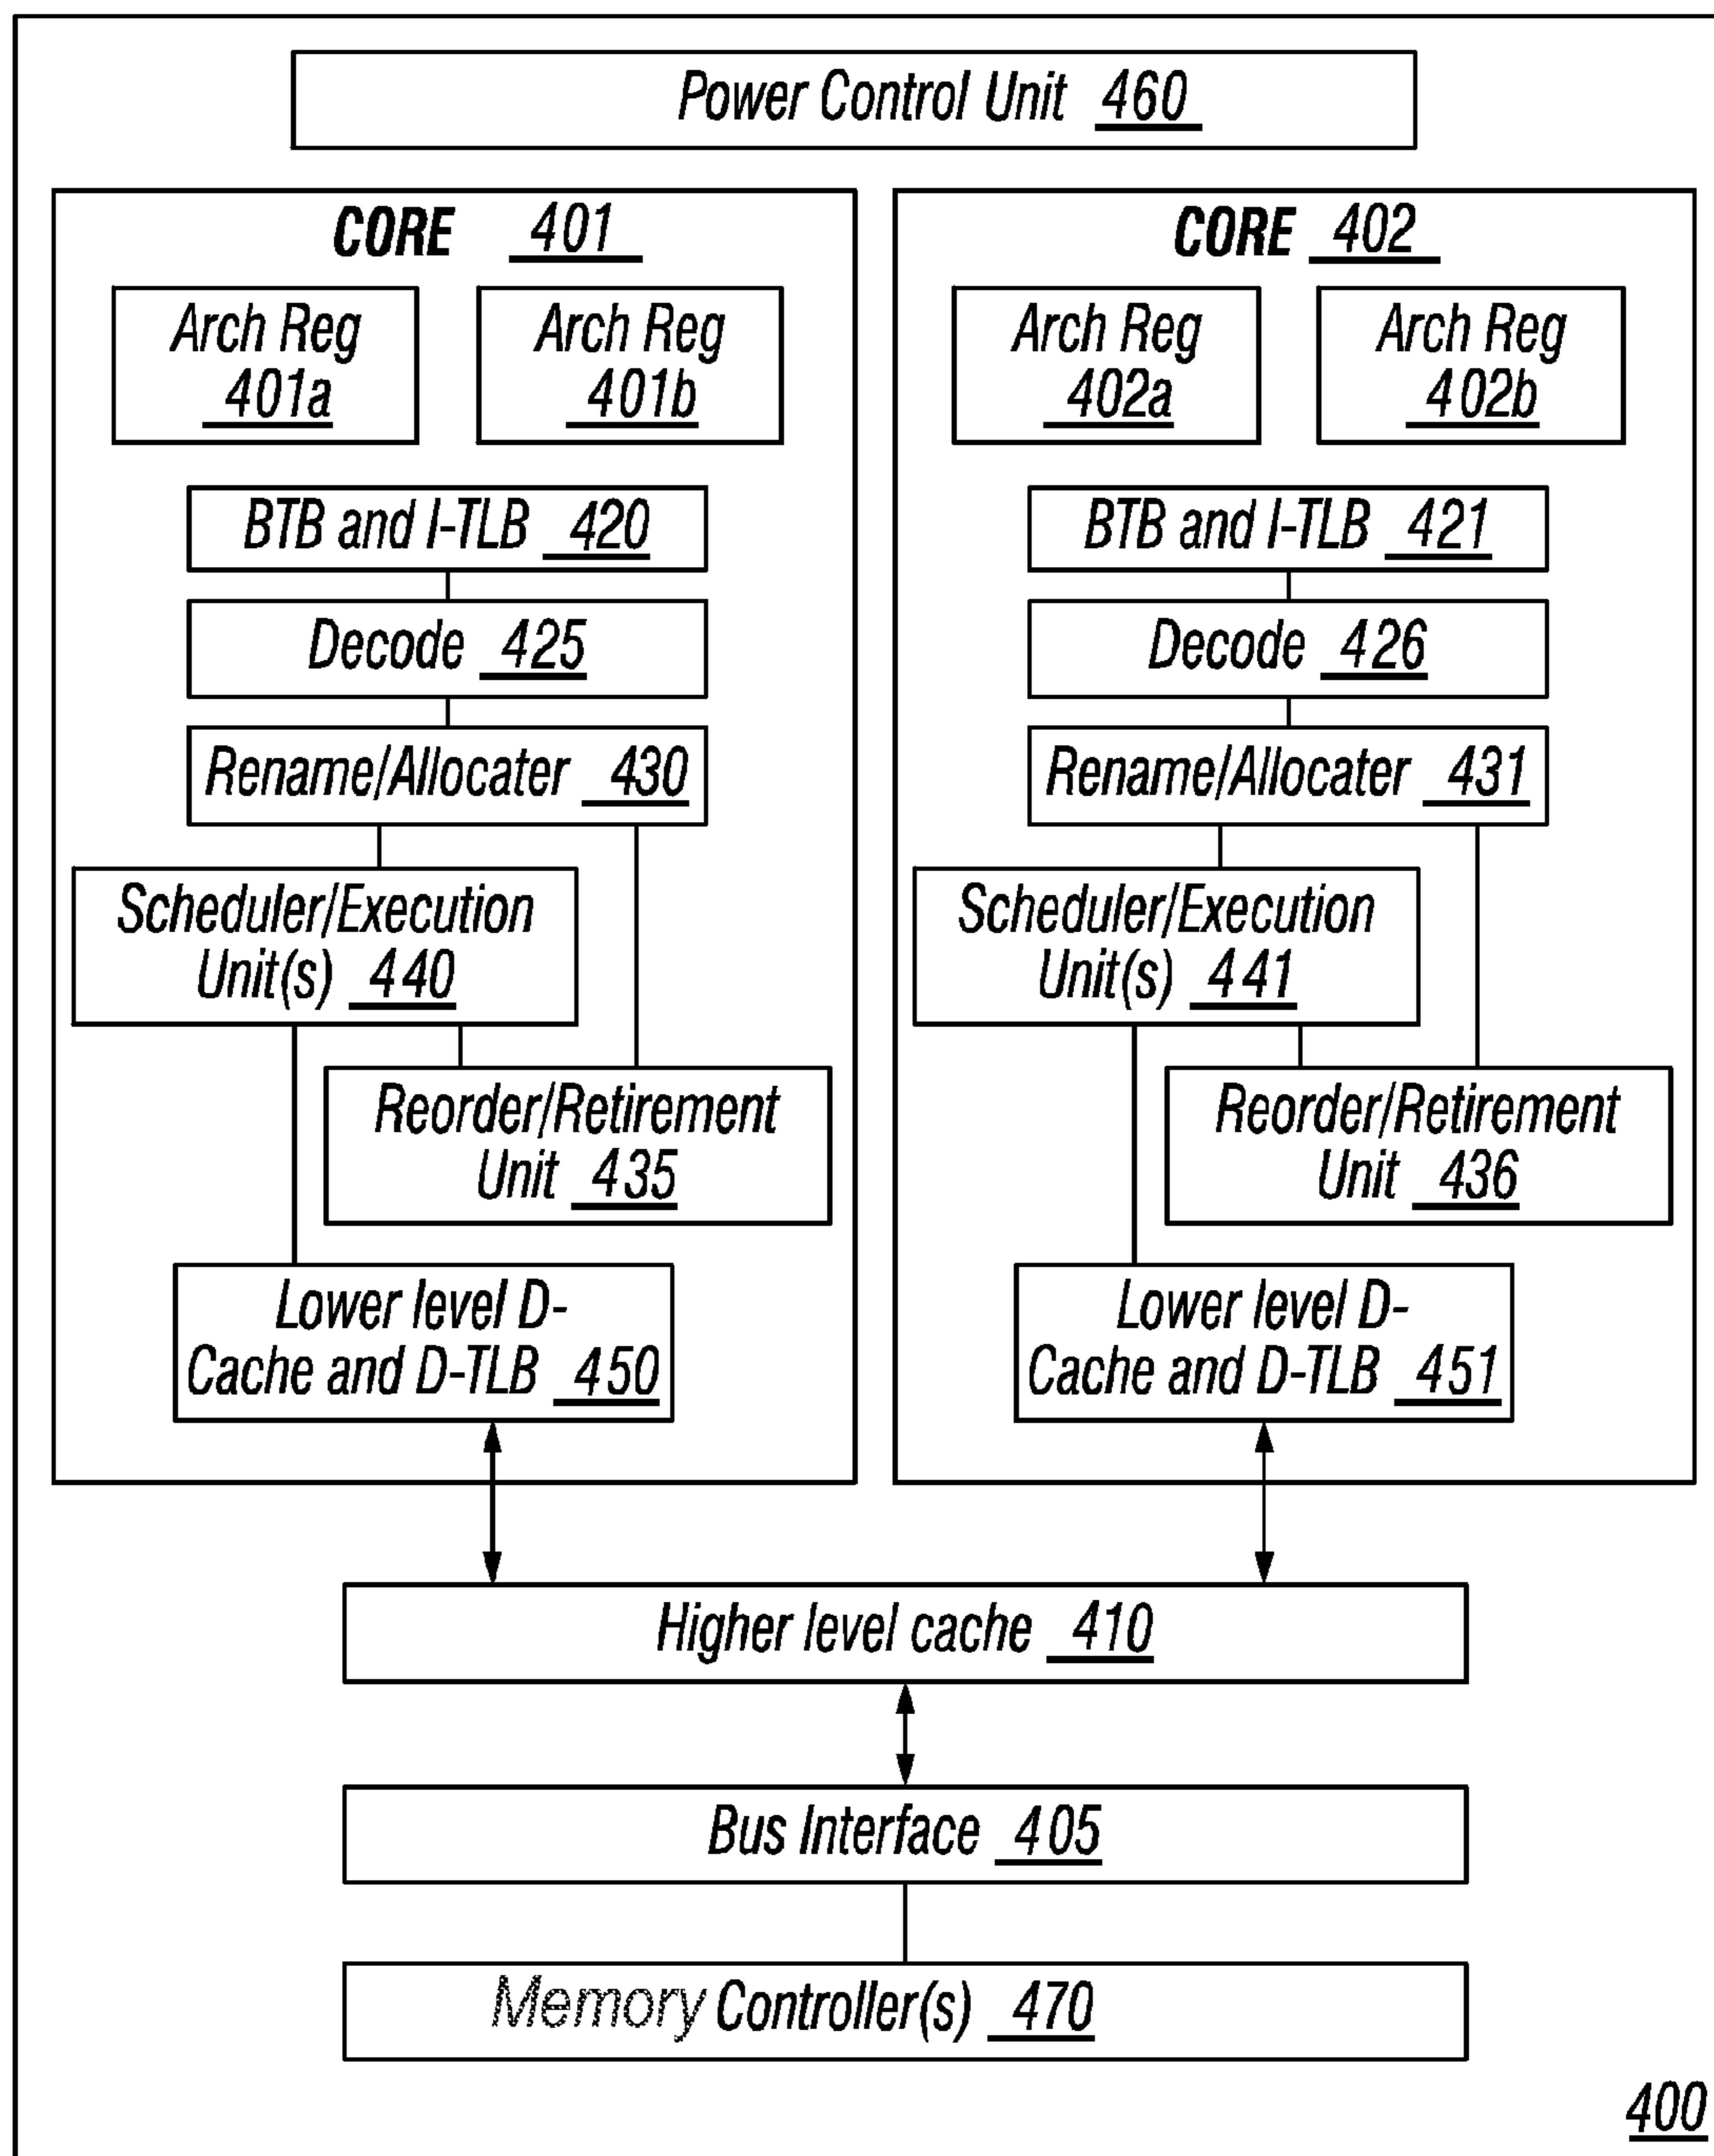 Power Control Unit 460
CORE 401
Arch Reg
401a
Arch Reg
401b
BTB and I-TLB 420
Decode 425
Rename/Allocater 430
Scheduler/Execution
Unit(s) 440
Reorder/Retirement
Unit 435
Lower level D-
Cache and D-TLB 450
CORE 402
Arch Reg
402a
Arch Reg
402b
BTB and I-TLB 421
Decode 426
Rename/Allocater 431
Scheduler/Execution
Unit(s) 441
Reorder/Retirement
Unit 436
Lower level D-
Cache and D-TLB 451
Higher level cache 410
Bus Interface 405
Memory Controller(s) 470
400